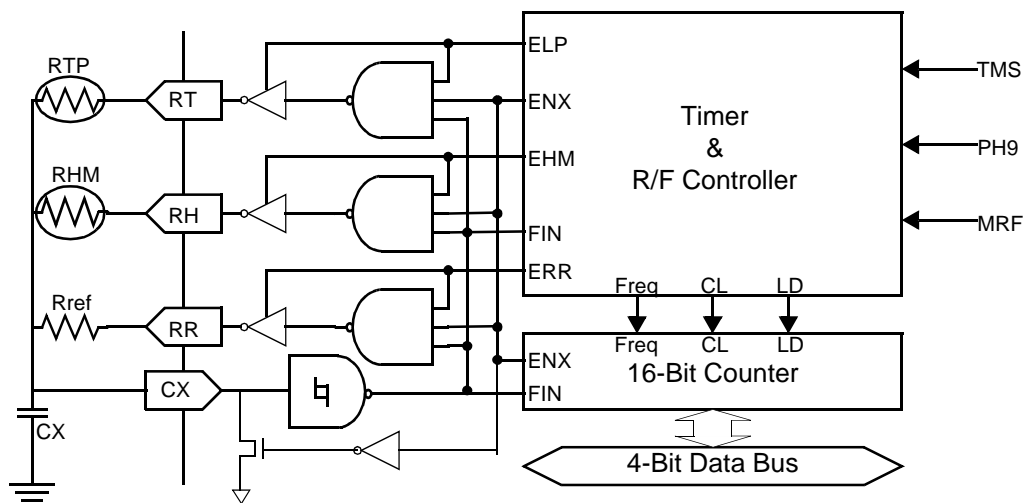 ELP
RTP
RT
ENX
TMS
Timer
&
R/F Controller
RHM
EHM
PH9
RH
FIN
MRF
ERR
Rref
RR
Freq CL LD
Freq CL LD
ENX
16-Bit Counter
CX
FIN
CX
4-Bit Data Bus